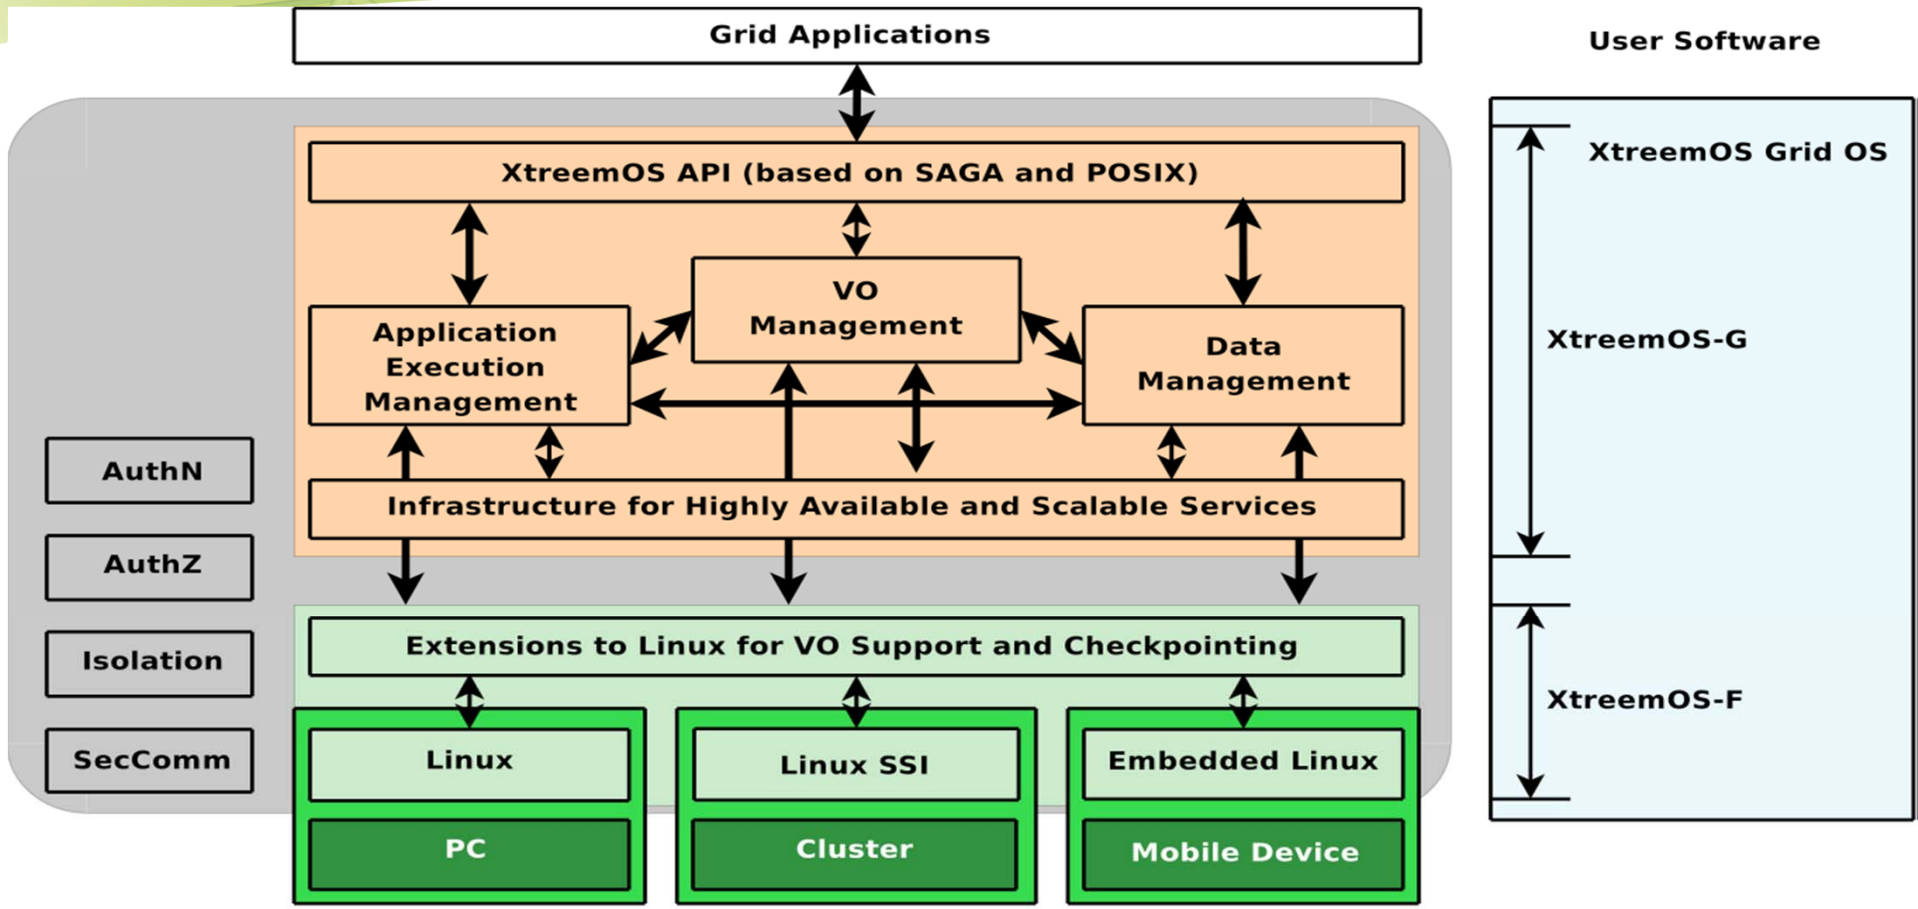 Grid Applications
User Software
XtreemOS API (based on SAGA and POSIX)
XtreemOS Grid OS
VO
Management
Application
Execution
Management
Data
Management
XtreemOS-G
Infrastructure for Highly Available and Scalable Services
AuthN
AuthZ
Isolation
SecComm
Extensions to Linux for VO Support and Checkpointing
XtreemOS-F
Linux
Linux SSI
Embedded Linux
PC
Cluster
Mobile Device